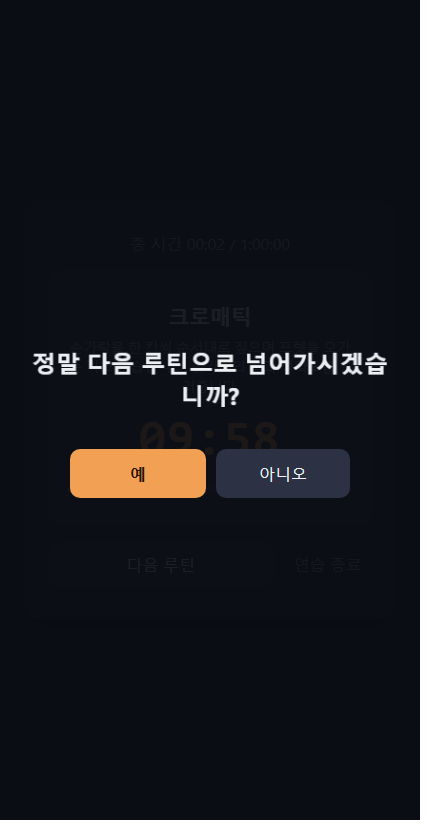 총 시간 00:02 / 1:00:00
크로매틱
정말 다음 루틴으로 넘어가시겠습
니까?
09:58
예
아니오
다음 루틴
연습 종료